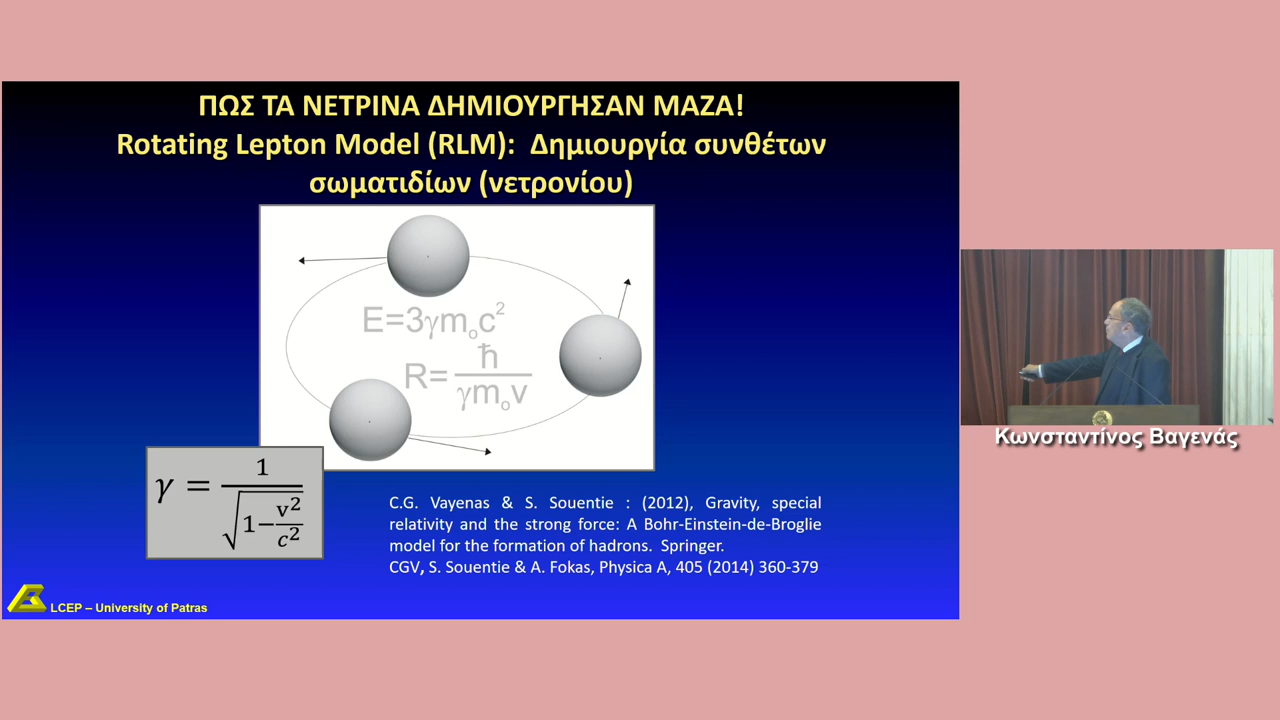 ΠΩΣ ΤΑ ΝΕΤΡΙΝΑ ΔΗΜΙΟΥΡΓΗΣΑΝ ΜΑΖΑ!
Rotating Lepton Model (RLM): Δημιουργία συνθέτων
σωματιδίων (νετρονίου)
E=3γmₒc²
R=ħ/γmₒv
γ = 1/√(1−v²/c²)
C.G. Vayenas & S. Souentie : (2012), Gravity, special
relativity and the strong force: A Bohr-Einstein-de-Broglie
model for the formation of hadrons. Springer.
CGV, S. Souentie & A. Fokas, Physica A, 405 (2014) 360-379
LCEP – University of Patras
Κωνσταντίνος Βαγενάς